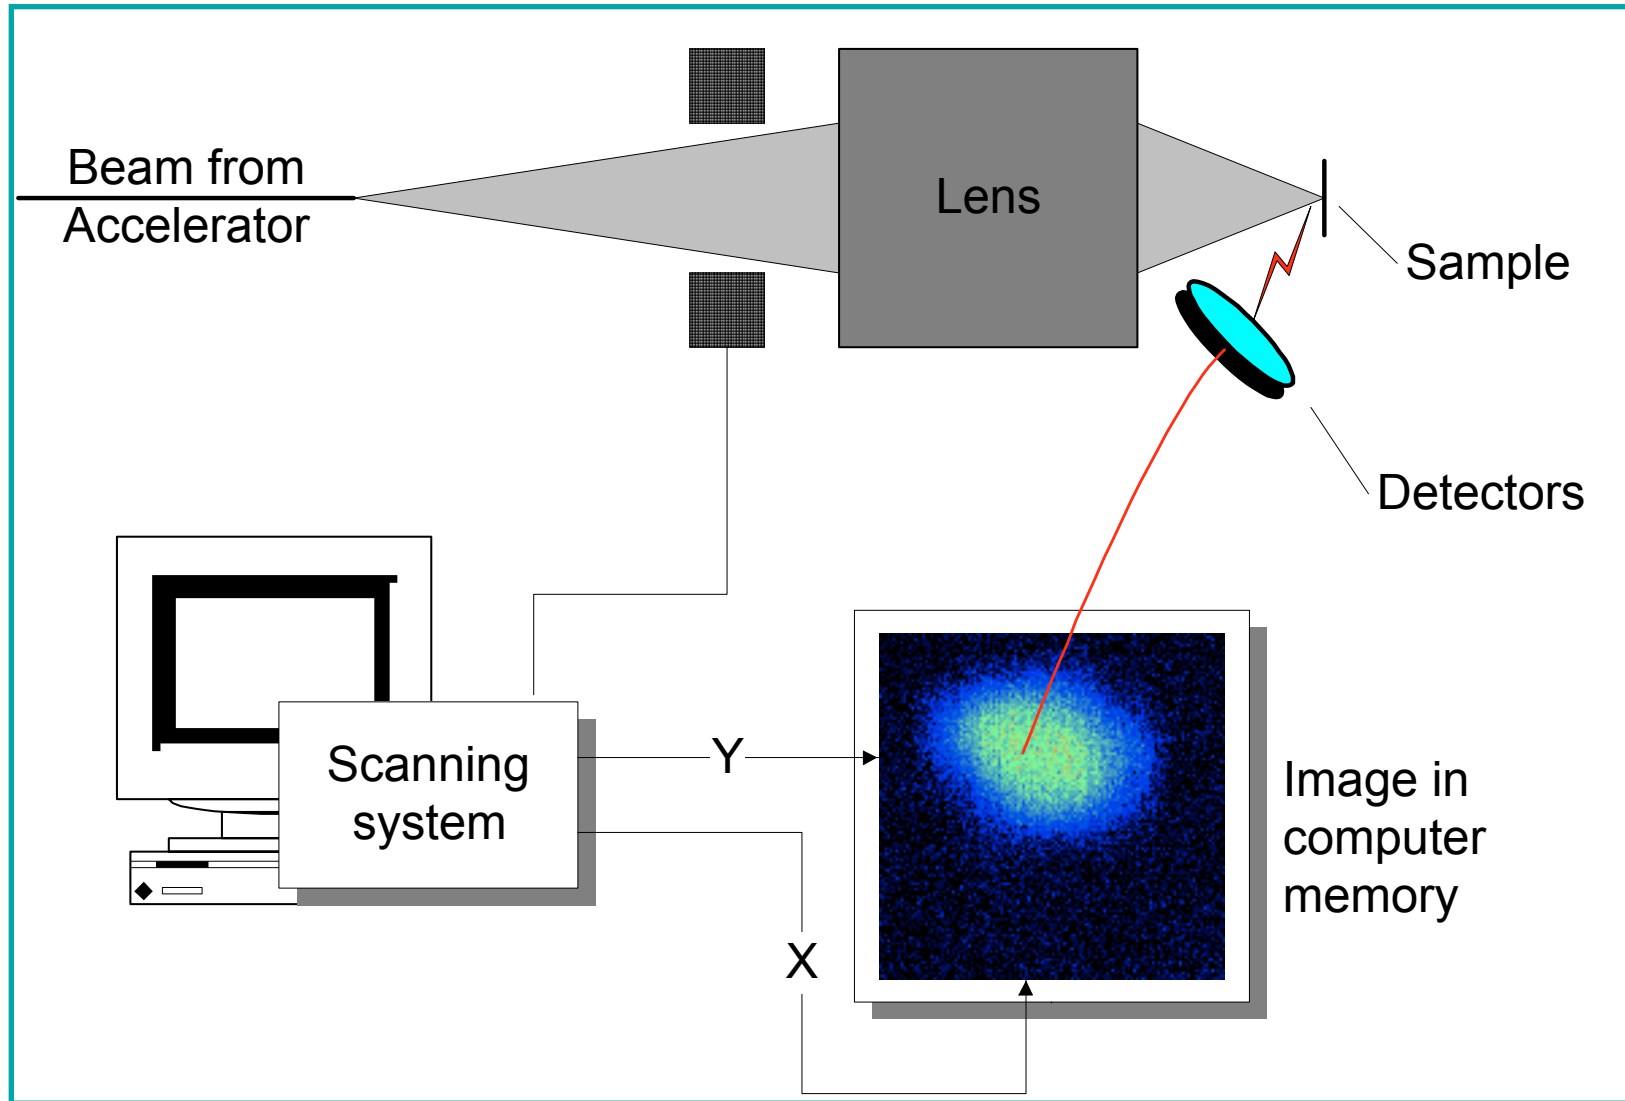 Beam from
Accelerator
Lens
Sample
Detectors
Scanning
system
Y
X
Image in
computer
memory